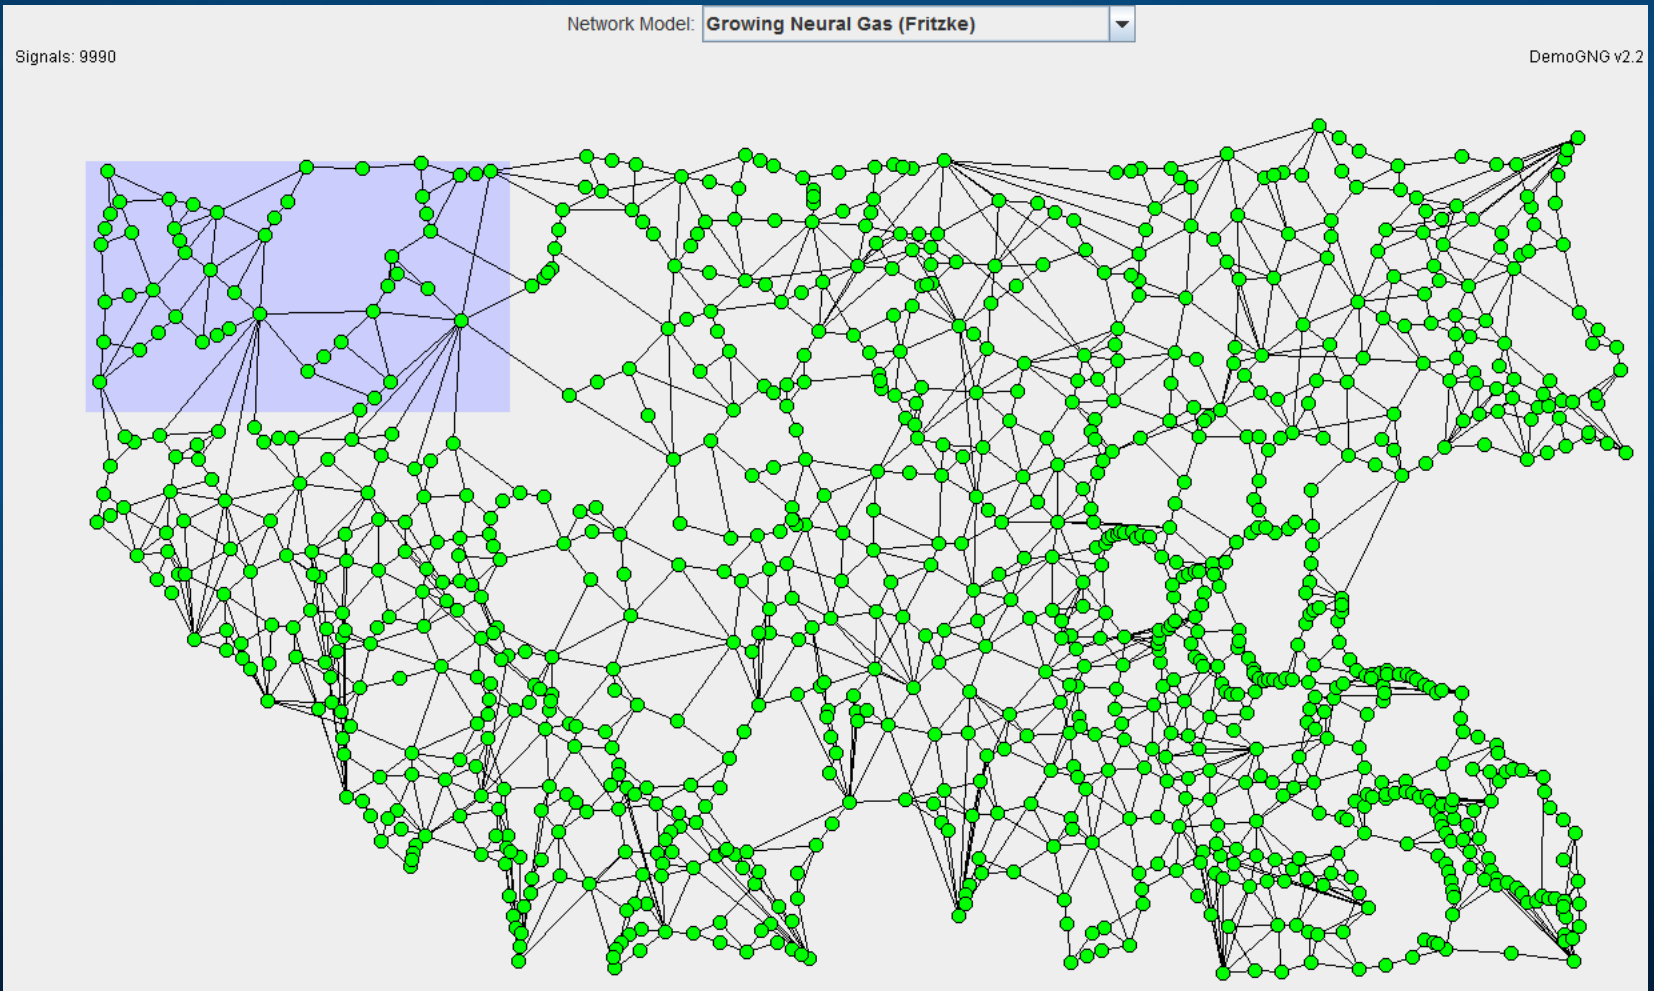 Network Model: Growing Neural Gas (Fritzke)
Signals: 9990
DemoGNG v2.2